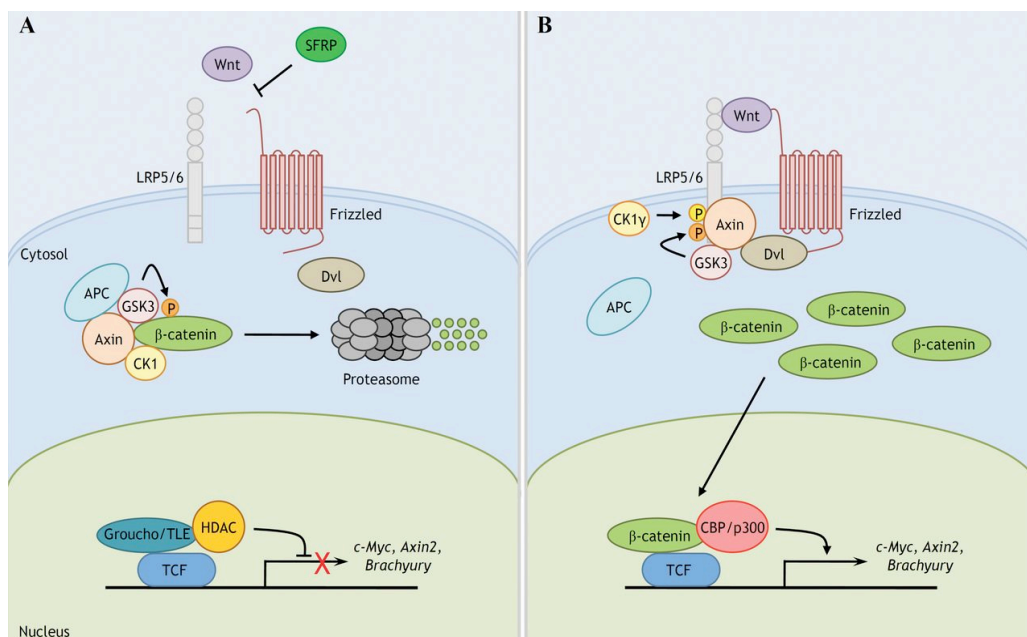 A
SFRP
Wnt
LRP5/6
Frizzled
Cytosol
Dvl
APC
GSK3
P
Axin
β-catenin
CK1
Proteasome
Groucho/TLE
HDAC
TCF
c-Myc, Axin2,
Brachyury
X
Nucleus
B
Wnt
LRP5/6
Frizzled
CK1γ
P
P
Axin
GSK3
Dvl
APC
β-catenin
β-catenin
β-catenin
β-catenin
β-catenin
CBP/p300
TCF
c-Myc, Axin2,
Brachyury